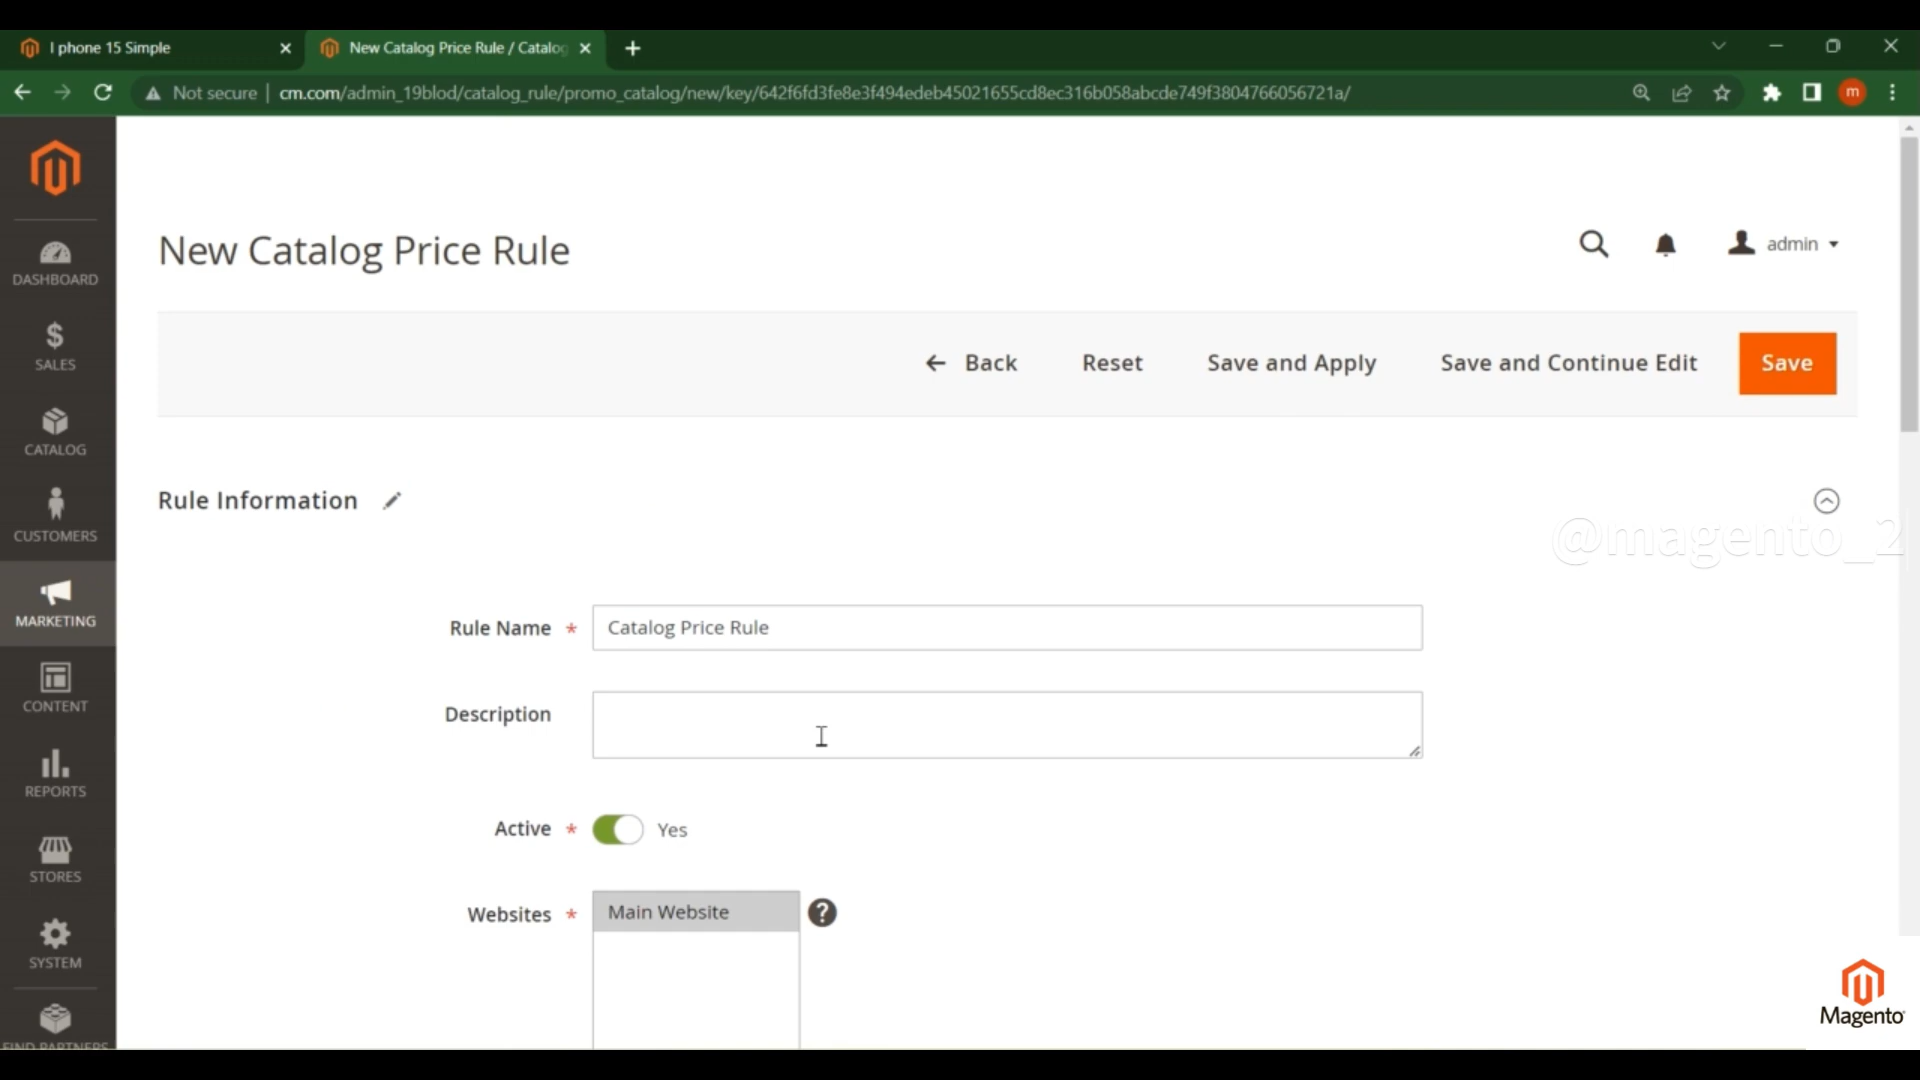 I phone 15 Simple
New Catalog Price Rule / Catalog
Not secure | cm.com/admin_19blod/catalog_rule/promo_catalog/new/key/642f6fd3fe8e3f494edeb45021655cd8ec316b058abcde749f3804766056721a/
m
DASHBOARD
SALES
CATALOG
CUSTOMERS
MARKETING
CONTENT
REPORTS
STORES
SYSTEM
FIND PARTNERS
New Catalog Price Rule
admin
Back
Reset
Save and Apply
Save and Continue Edit
Save
Rule Information
@magento_2
Rule Name * Catalog Price Rule
Description
Active * Yes
Websites * Main Website ?
Magento